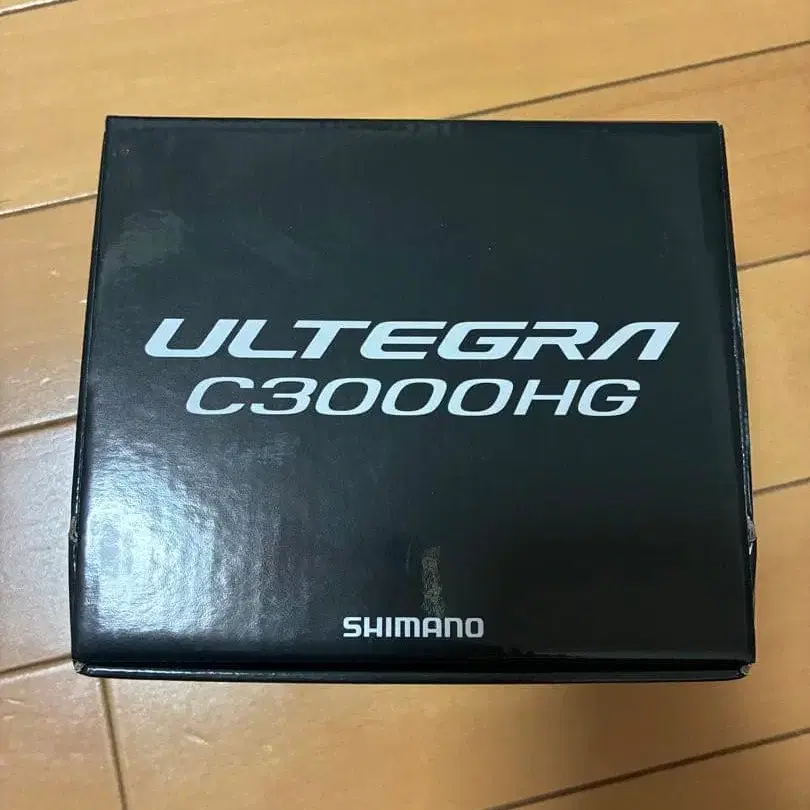 ULTEGRA
C3000HG
SHIMANO